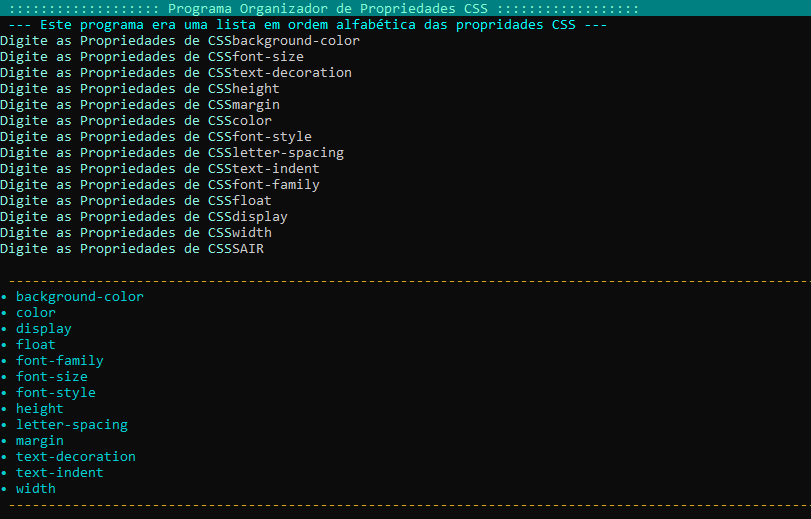 ::::::::::::::::::: Programa Organizador de Propriedades CSS ::::::::::::::::::
--- Este programa era uma lista em ordem alfabética das propridades CSS ---
Digite as Propriedades de CSSbackground-color
Digite as Propriedades de CSSfont-size
Digite as Propriedades de CSStext-decoration
Digite as Propriedades de CSSheight
Digite as Propriedades de CSSmargin
Digite as Propriedades de CSScolor
Digite as Propriedades de CSSfont-style
Digite as Propriedades de CSSletter-spacing
Digite as Propriedades de CSStext-indent
Digite as Propriedades de CSSfont-family
Digite as Propriedades de CSSfloat
Digite as Propriedades de CSSdisplay
Digite as Propriedades de CSSwidth
Digite as Propriedades de CSSSAIR
----------------------------------------------------------------------------------------------------
• background-color
• color
• display
• float
• font-family
• font-size
• font-style
• height
• letter-spacing
• margin
• text-decoration
• text-indent
• width
----------------------------------------------------------------------------------------------------